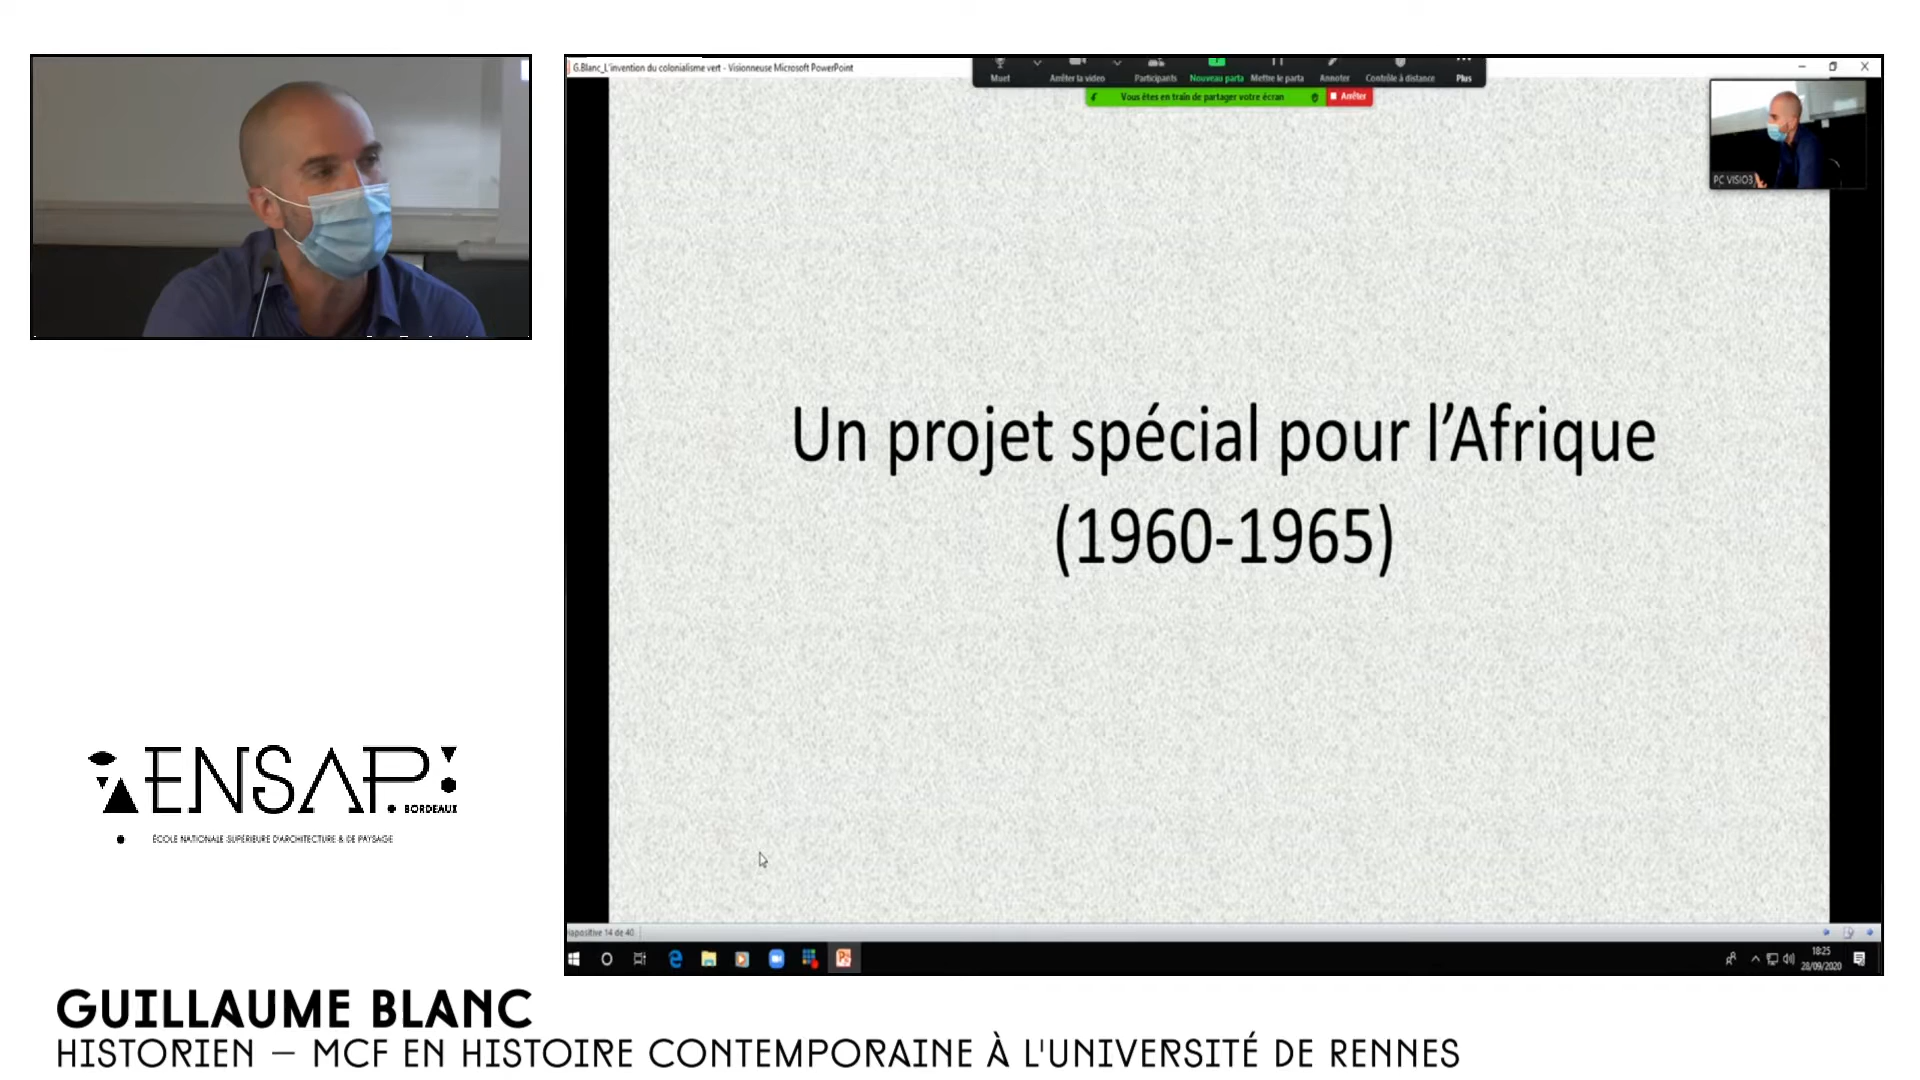 G.Blanc_L'invention du colonialisme vert - Visionneuse Microsoft PowerPoint
Muet
Arrêter la video
Participants
Nouveau parta
Mettre le parta
Annoter
Contrôle à distance
Plus
Vous êtes en train de partager votre écran
Arrêter
PC VISIO3
Un projet spécial pour l'Afrique
(1960-1965)
ENSAP.
BORDEAUX
ÉCOLE NATIONALE SUPÉRIEURE D'ARCHITECTURE & DE PAYSAGE
iapositive 14 de 40
18:25
28/09/2020
GUILLAUME BLANC
HISTORIEN – MCF EN HISTOIRE CONTEMPORAINE À L'UNIVERSITÉ DE RENNES